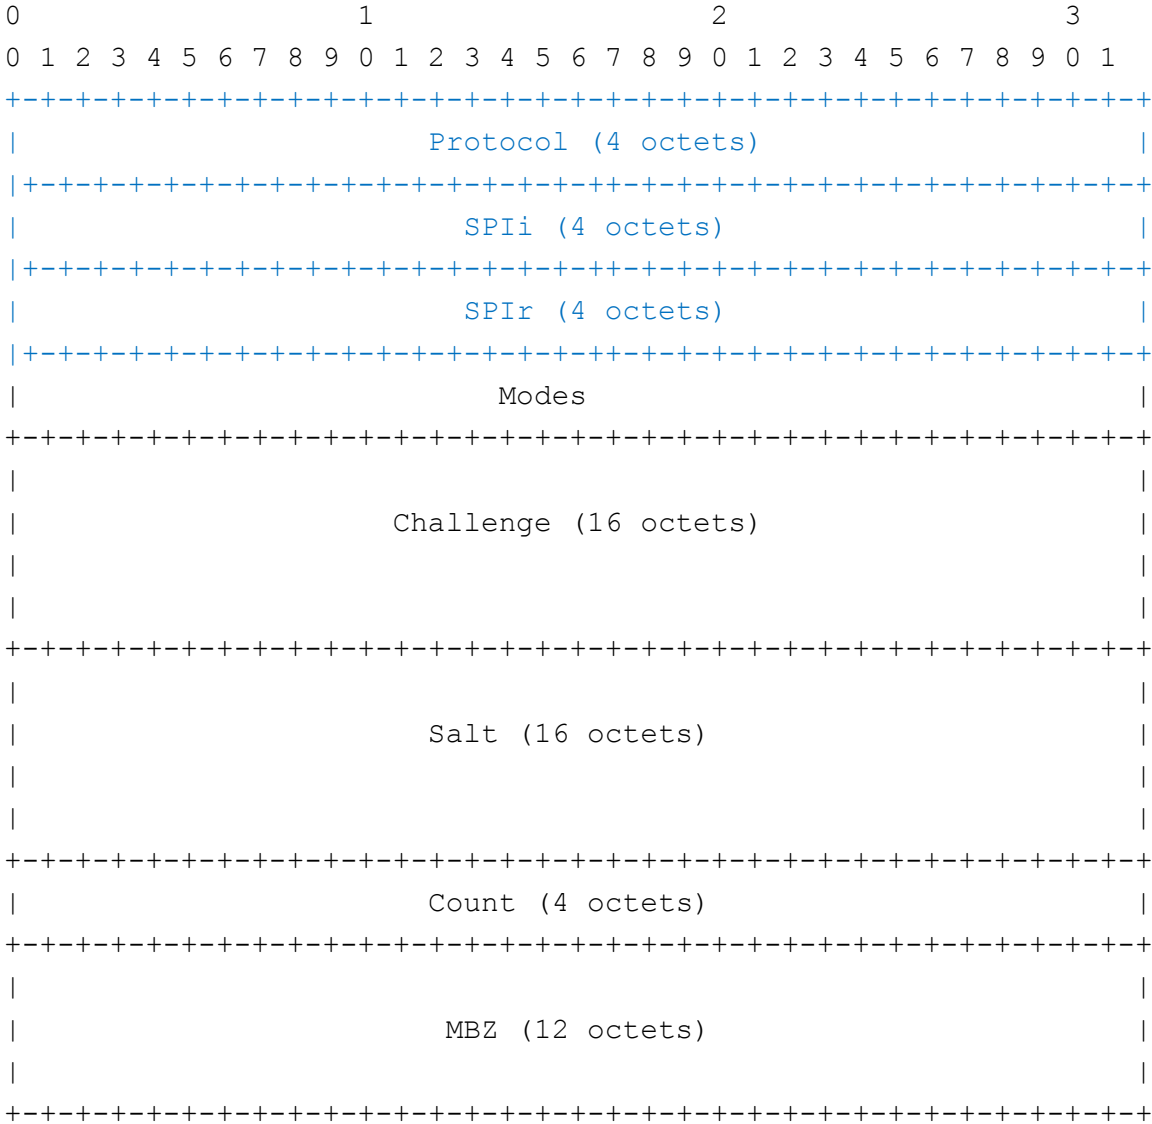 0                   1                   2                   3
0 1 2 3 4 5 6 7 8 9 0 1 2 3 4 5 6 7 8 9 0 1 2 3 4 5 6 7 8 9 0 1
+-+-+-+-+-+-+-+-+-+-+-+-+-+-+-+-+-+-+-+-+-+-+-+-+-+-+-+-+-+-+-+-+
|                       Protocol (4 octets)                     |
|+-+-+-+-+-+-+-+-+-+-+-+-+-+-+-+-++-+-+-+-+-+-+-+-+-+-+-+-+-+-+-+
|                         SPIi (4 octets)                       |
|+-+-+-+-+-+-+-+-+-+-+-+-+-+-+-+-++-+-+-+-+-+-+-+-+-+-+-+-+-+-+-+
|                         SPIr (4 octets)                       |
|+-+-+-+-+-+-+-+-+-+-+-+-+-+-+-+-++-+-+-+-+-+-+-+-+-+-+-+-+-+-+-+
|                           Modes                               |
+-+-+-+-+-+-+-+-+-+-+-+-+-+-+-+-+-+-+-+-+-+-+-+-+-+-+-+-+-+-+-+-+
|                                                               |
|                     Challenge (16 octets)                     |
|                                                               |
|                                                               |
+-+-+-+-+-+-+-+-+-+-+-+-+-+-+-+-+-+-+-+-+-+-+-+-+-+-+-+-+-+-+-+-+
|                                                               |
|                       Salt (16 octets)                        |
|                                                               |
|                                                               |
+-+-+-+-+-+-+-+-+-+-+-+-+-+-+-+-+-+-+-+-+-+-+-+-+-+-+-+-+-+-+-+-+
|                       Count (4 octets)                        |
+-+-+-+-+-+-+-+-+-+-+-+-+-+-+-+-+-+-+-+-+-+-+-+-+-+-+-+-+-+-+-+-+
|                                                               |
|                        MBZ (12 octets)                        |
|                                                               |
+-+-+-+-+-+-+-+-+-+-+-+-+-+-+-+-+-+-+-+-+-+-+-+-+-+-+-+-+-+-+-+-+